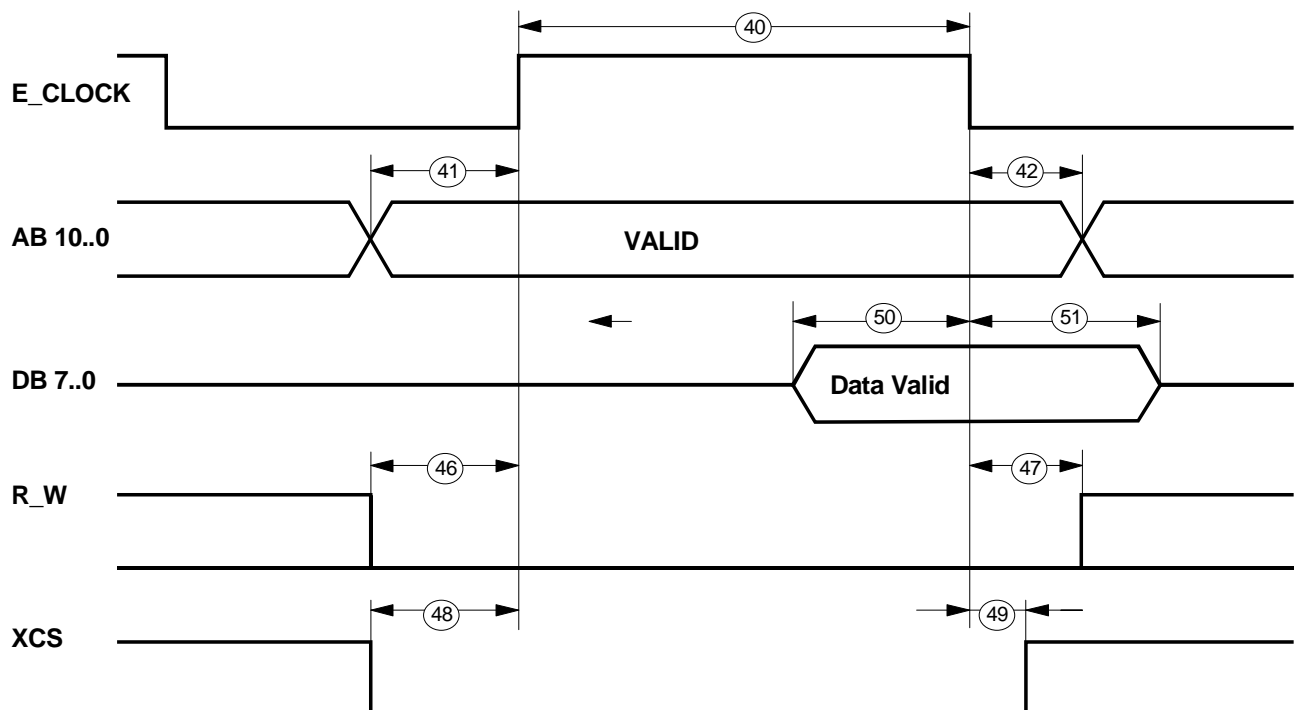 40
E_CLOCK
41
42
AB 10..0
VALID
50
51
DB 7..0
Data Valid
46
47
R_W
48
49
XCS